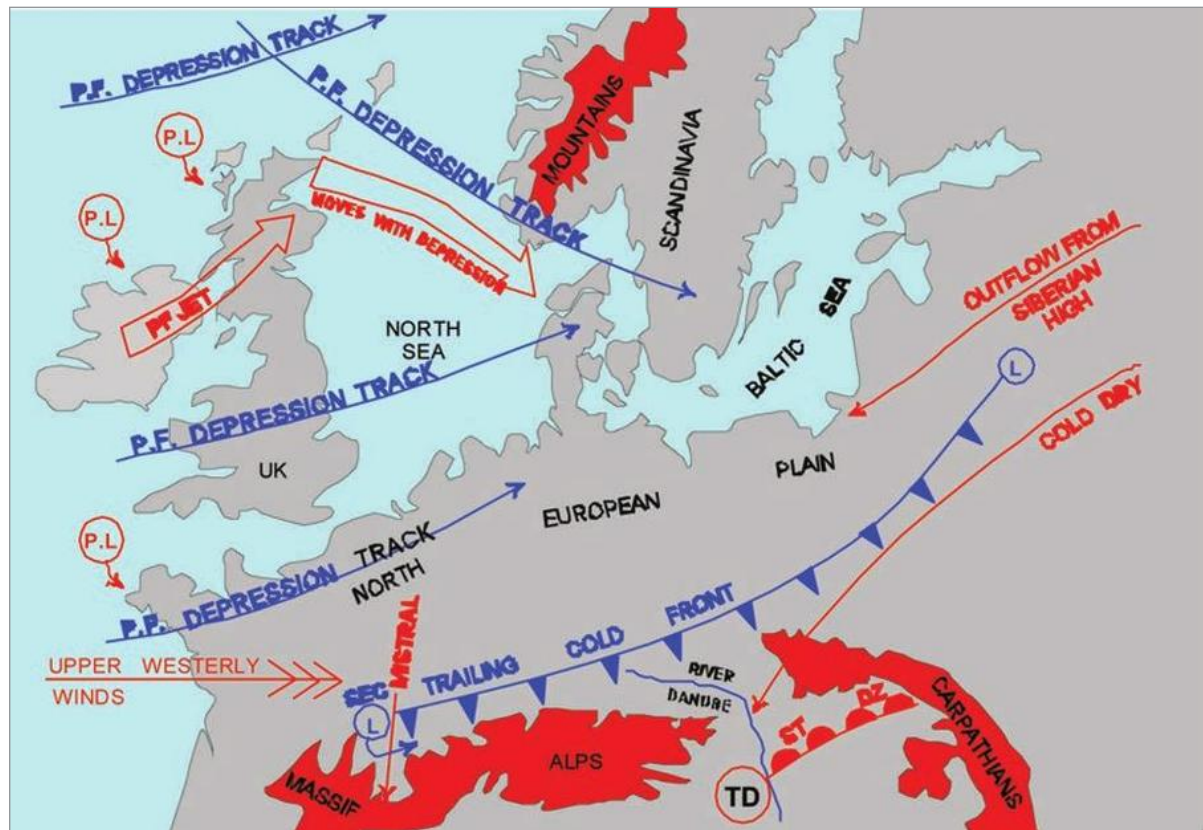 P.F. DEPRESSION TRACK
P.F. DEPRESSION TRACK
MOUNTAINS
SCANDINAVIA
P.L
P.L
MOVES WITH DEPRESSION
PF JET
NORTH
SEA
BALTIC SEA
OUTFLOW FROM
SIBERIAN
HIGH
L
COLD DRY
P.F. DEPRESSION TRACK
UK
PLAIN
EUROPEAN
NORTH
P.L
P.F. DEPRESSION TRACK
UPPER WESTERLY
WINDS
MISTRAL
SEC
L
TRAILING COLD FRONT
RIVER
DANUBE
ST DZ
CARPATHIANS
ALPS
MASSIF
TD